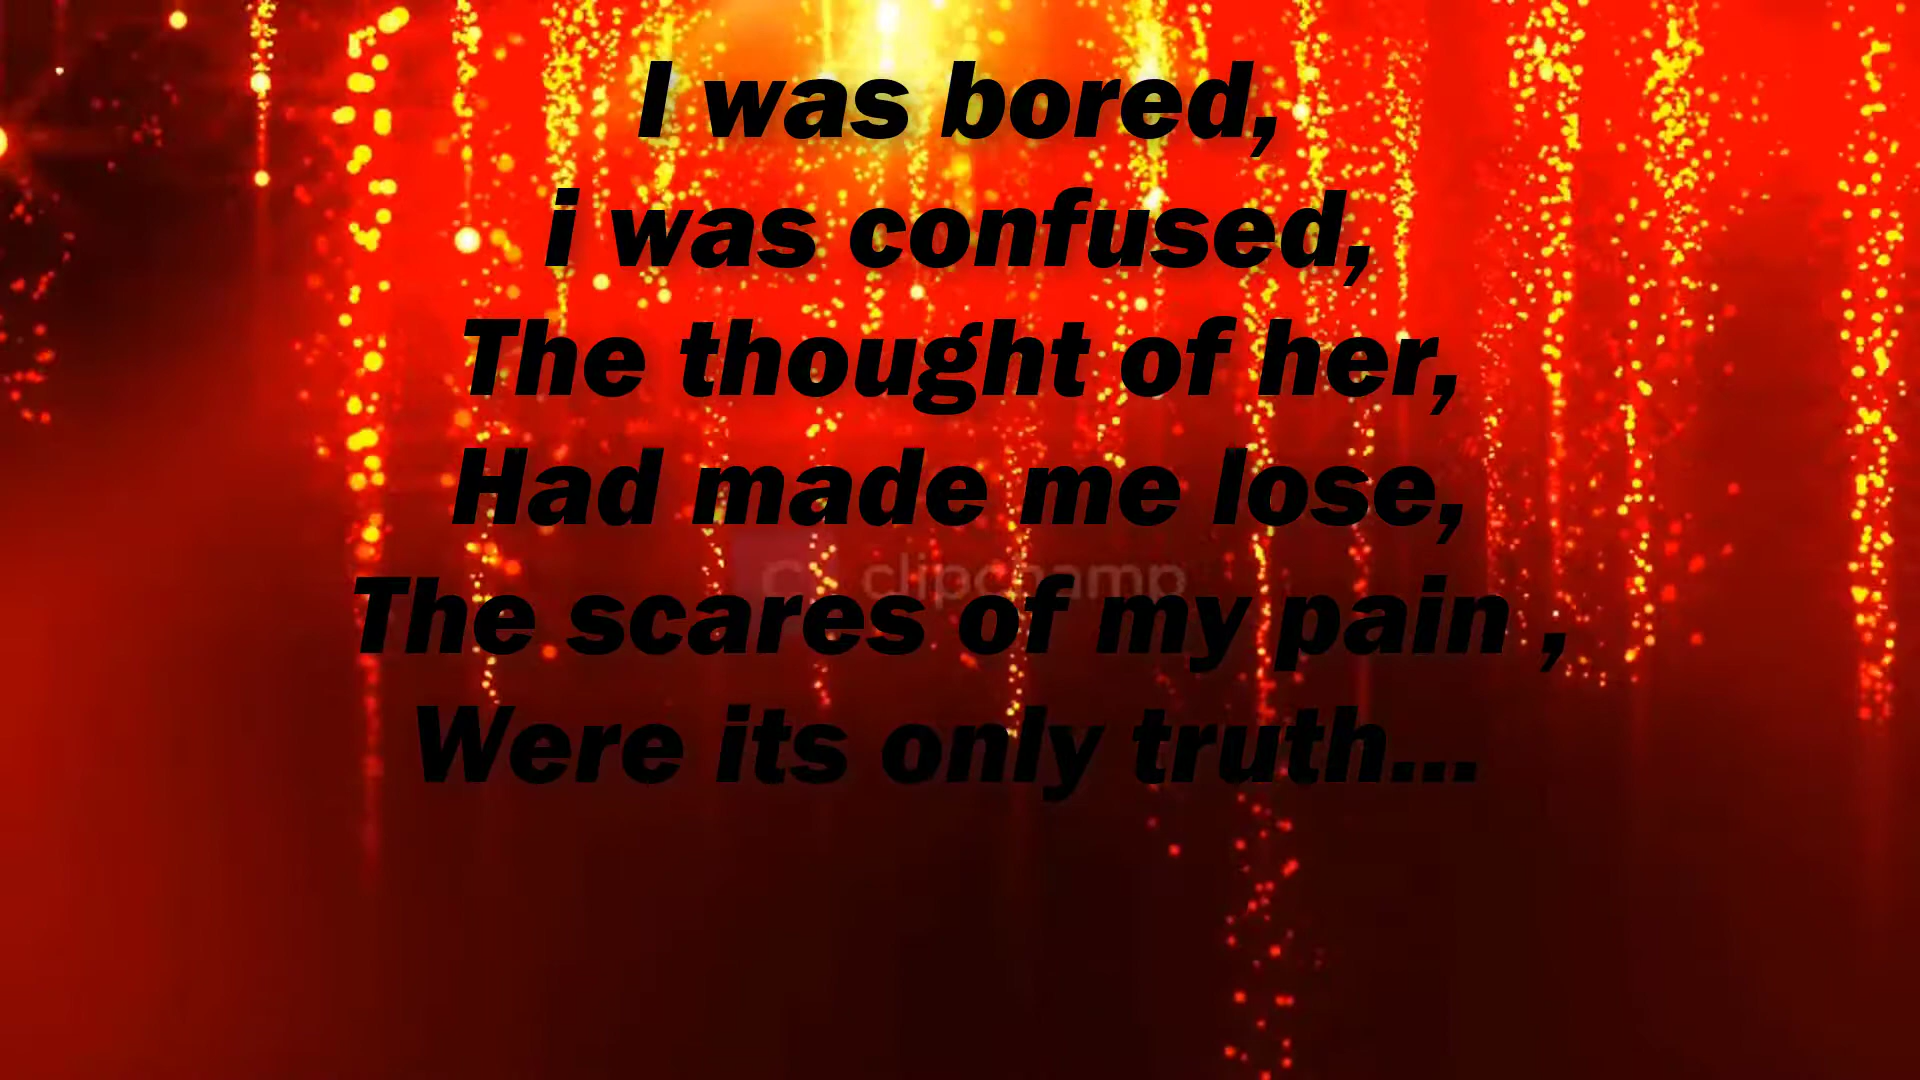 I was bored,
i was confused,
The thought of her,
Had made me lose,
clipchamp
The scares of my pain ,
Were its only truth...